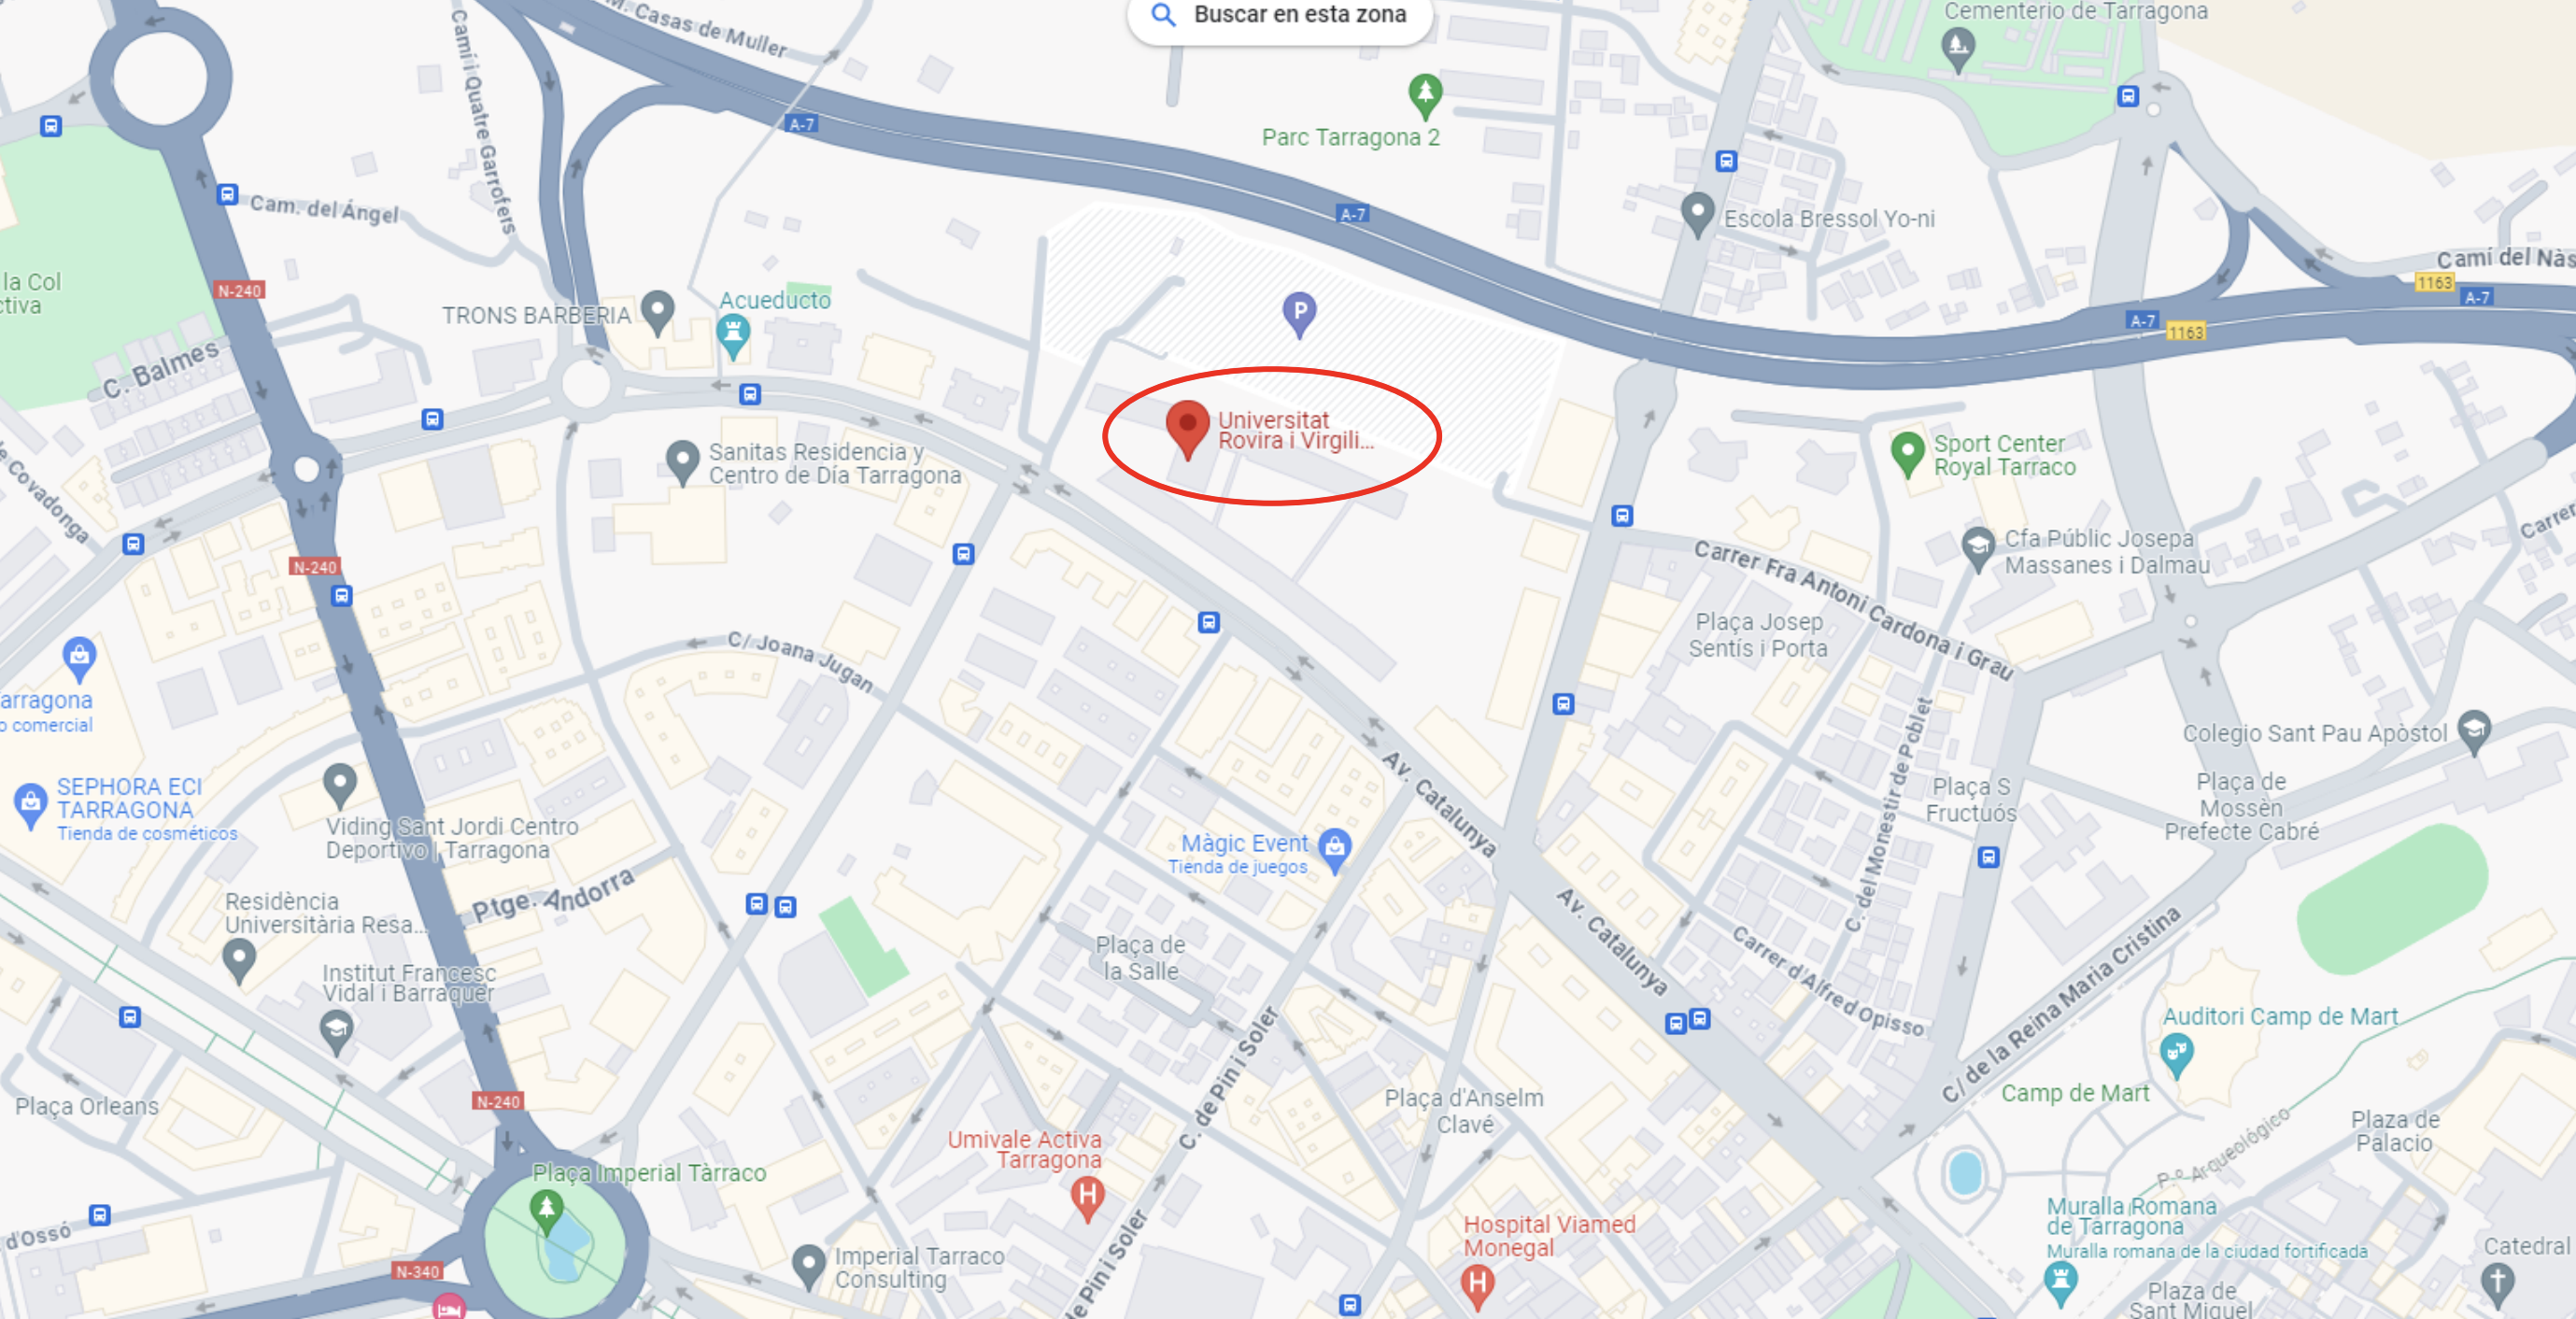 M. Casas de Muller
Buscar en esta zona
Cementerio de Tarragona
Camí i Quatre Garrofers
A-7
Parc Tarragona 2
Cam. del Ángel
A-7
Escola Bressol Yo-ni
Camí del Nàs
1163
A-7
la Col
ctiva
N-240
TRONS BARBERIA
Acueducto
P
A-7
1163
C. Balmes
Universitat
Rovira i Virgili...
Sanitas Residencia y
Centro de Día Tarragona
Sport Center
Royal Tarraco
e Covadonga
N-240
Carrer Fra Antoni Cardona i Grau
Cfa Públic Josepa
Massanes i Dalmau
Carrer
C/ Joana Jugan
Plaça Josep
Sentís i Porta
arragona
o comercial
Av. Catalunya
C. del Monestir de Poblet
Colegio Sant Pau Apòstol
SEPHORA ECI
TARRAGONA
Tienda de cosméticos
Viding Sant Jordi Centro
Deportivo | Tarragona
Màgic Event
Tienda de juegos
Plaça S
Fructuós
Plaça de
Mossèn
Prefecte Cabré
Ptge. Andorra
Residència
Universitària Resa...
Av. Catalunya
Carrer d'Alfred Opisso
C/ de la Reina Maria Cristina
Institut Francesc
Vidal i Barraquer
Plaça de
la Salle
C. de Pin i Soler
Auditori Camp de Mart
Camp de Mart
Plaça Orleans
N-240
Plaça d'Anselm
Clavé
P.º Arqueológico
Plaza de
Palacio
Umivale Activa
Tarragona
H
Plaça Imperial Tàrraco
d'Ossó
N-340
Imperial Tarraco
Consulting
de Pin i Soler
Hospital Viamed
Monegal
H
Muralla Romana
de Tarragona
Muralla romana de la ciudad fortificada
Catedral
Plaza de
Sant Miquel